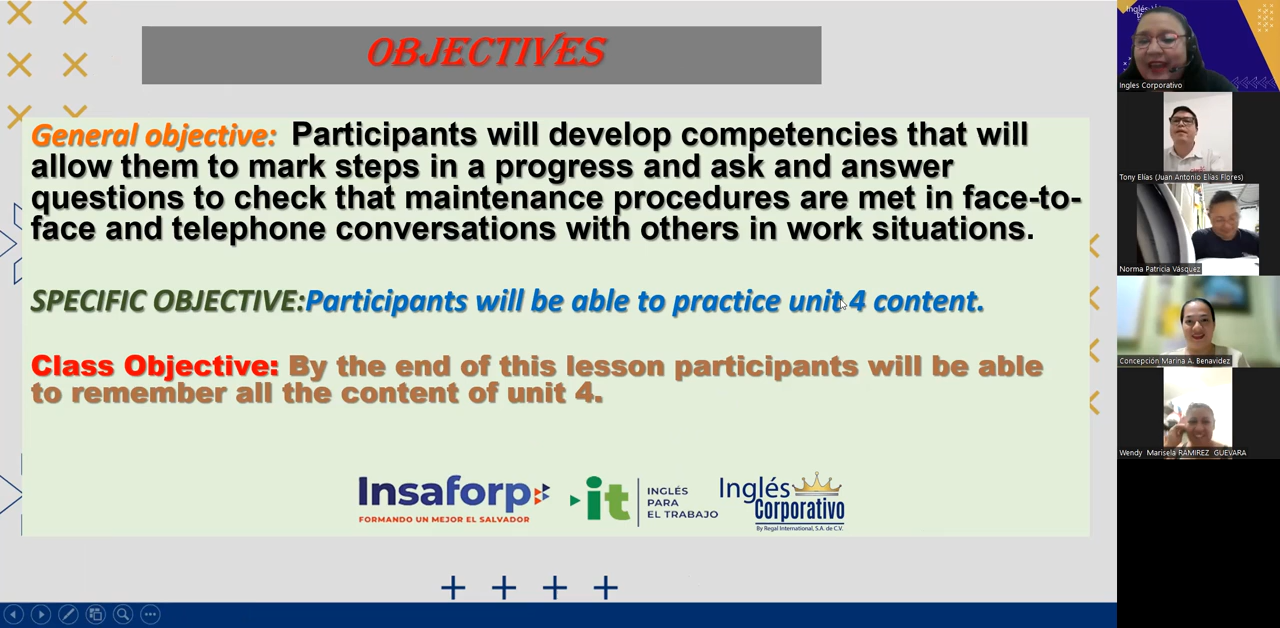 OBJECTIVES
General objective: Participants will develop competencies that will
allow them to mark steps in a progress and ask and answer
questions to check that maintenance procedures are met in face-to-
face and telephone conversations with others in work situations.
SPECIFIC OBJECTIVE:Participants will be able to practice unit 4 content.
Class Objective: By the end of this lesson participants will be able
to remember all the content of unit 4.
Insaforp
FORMANDO UN MEJOR EL SALVADOR
it
INGLÉS
PARA
EL TRABAJO
Inglés
Corporativo
By Regal International, S.A. de C.V.
Ingles Corporativo
Tony Elías (Juan Antonio Elias Flores)
Norma Patricia Vásquez
Concepción Marina A. Benavidez
Wendy Marisela RAMIREZ GUEVARA